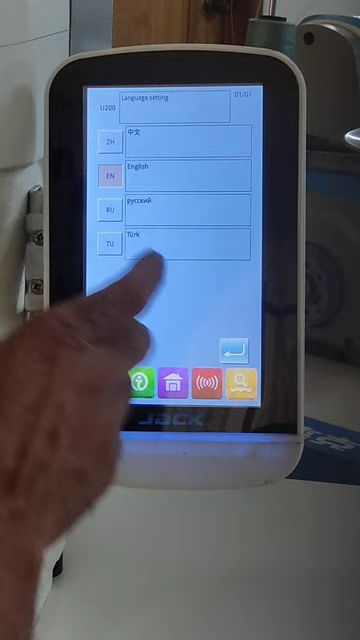 Language setting
01/01
U200
ZH
中文
EN
English
RU
русский
TU
Türk
JACK